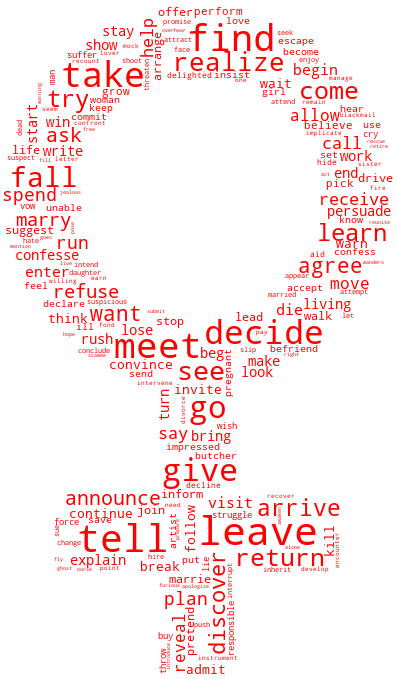 offer perform
stay help find love seek
promise
overhear
attract
face
show mock arrange realize escape
suffer lover
recount
take shoot threaten delighted insist become
enjoy
man grow wait begin manage
seem
warning
try woman girl come
keep attend remain
dead start win commit allow hear blackmail
confront
ask free believe use
implicate cry
life write call rescue
retire
suspect fill letter set work sister
hide
fall jealous end drive
act
pick fire
spend receive
vow unable marry persuade
know reunite
suggest pose learn
hate goes warn
mention run confess
confesse aid wanders
live intend agree
enter daughter appear
willing earn move
feel refuse accept attempt
declare suspicious married living
want submit lead die walk let
think fond stop decide
ill lose pay
hope rush meet beg slip befriend
right
conclude convince see make
scheme
send pregnant look
intervene invite
turn divorce go
wish
say bring
impressed
butcher
give
decline
announce inform visit arrive
recover
continue join need struggle
force save artist follow leave kill
sue tell alone
change hire put return encounter
explain break lie
fly point
ghost nurse marrie discover inherit develop
furious apologize interrupt
plan
push responsible
buy reveal pretends
throw introduce instrument
admit